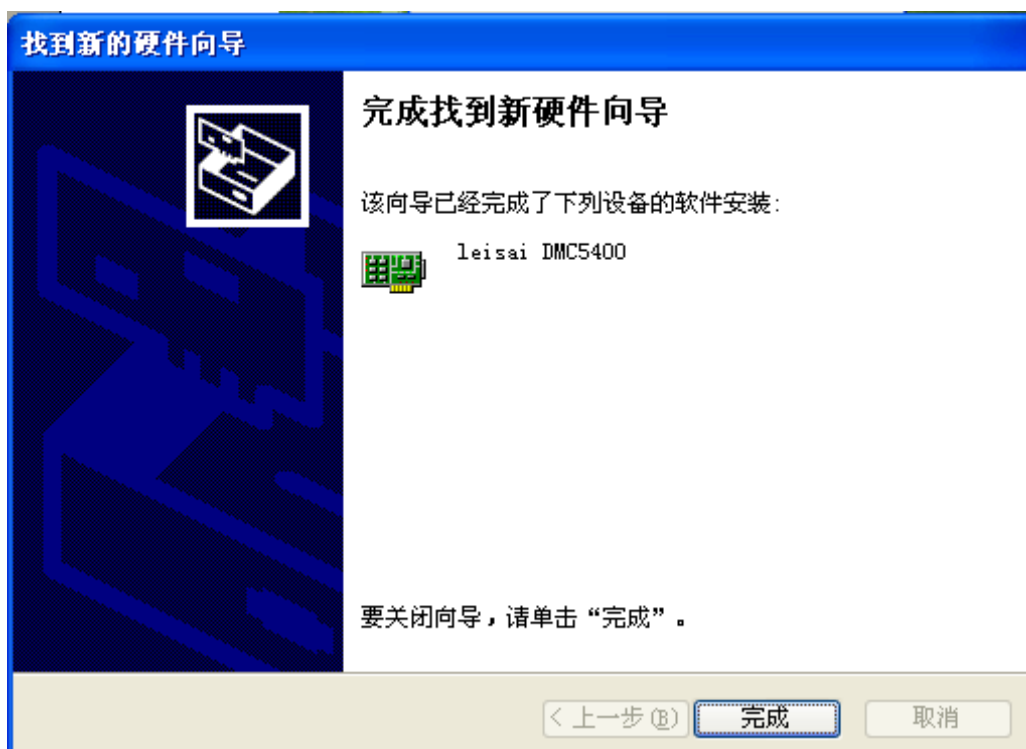 找到新的硬件向导
完成找到新硬件向导
该向导已经完成了下列设备的软件安装:
leisai DMC5400
要关闭向导，请单击“完成”。
< 上一步(B)
完成
取消